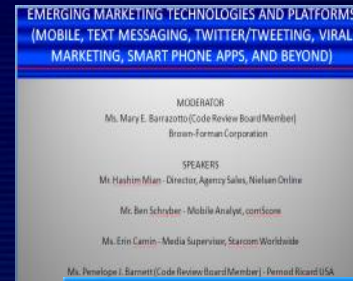 EMERGING MARKETING TECHNOLOGIES AND PLATFORMS
(MOBILE, TEXT MESSAGING, TWITTER/TWEETING, VIRAL
MARKETING, SMART PHONE APPS, AND BEYOND)
MODERATOR
Ms. Mary E. Barrazotto (Code Review Board Member)
Brown-Forman Corporation
SPEAKERS
Mr. Hashim Mian - Director, Agency Sales, Nielsen Online
Mr. Ben Schryber - Mobile Analyst, comScore
Ms. Erin Camin - Media Supervisor, Starcom Worldwide
Ms. Penelope J. Barnett (Code Review Board Member) - Pernod Ricard USA